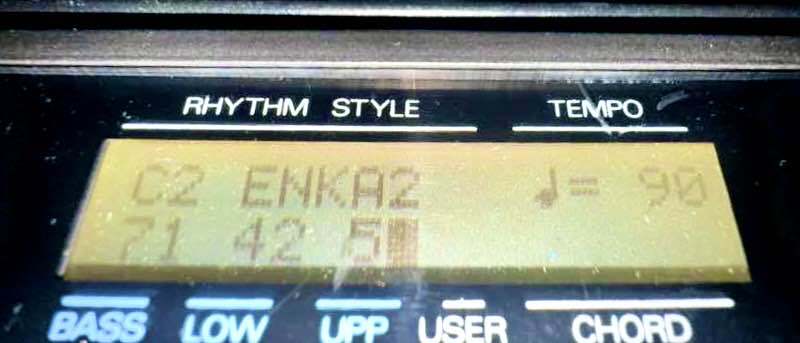 RHYTHM STYLE TEMPO
C2 ENKA2 ♩= 90
71 42 5
BASS LOW UPP USER CHORD